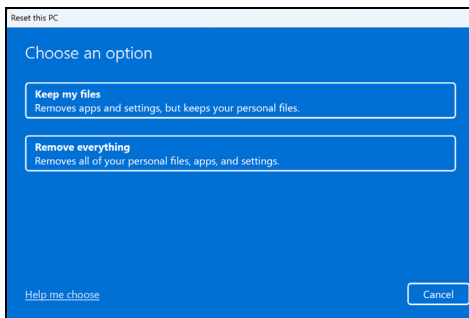 Reset this PC
Choose an option
Keep my files
Removes apps and settings, but keeps your personal files.
Remove everything
Removes all of your personal files, apps, and settings.
Help me choose
Cancel